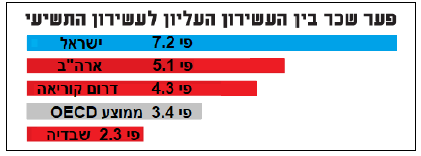 פער שכר בין העשירון העליון לעשירון התשיעי
ישראל פי 7.2
ארה"ב פי 5.1
דרום קוריאה פי 4.3
ממוצע OECD פי 3.4
שבדיה פי 2.3